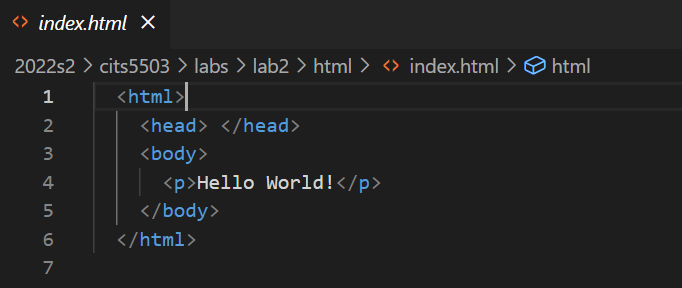 index.html ×
2022s2 > cits5503 > labs > lab2 > html > index.html > html
1 <html>
2 <head> </head>
3 <body>
4 <p>Hello World!</p>
5 </body>
6 </html>
7